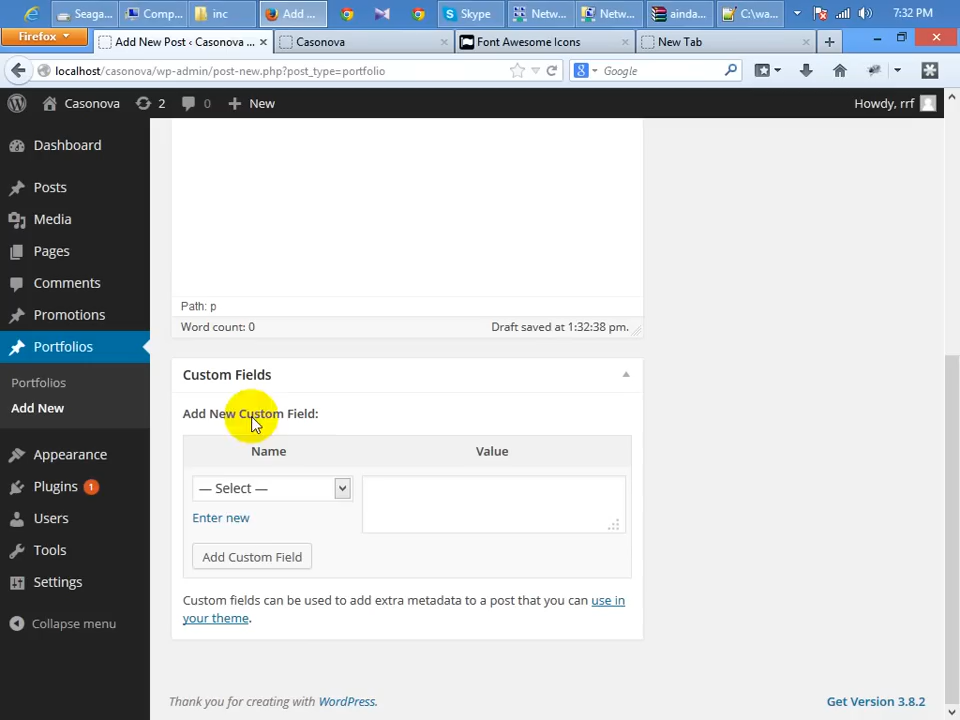 Seaga...
Comp...
inc
Add ...
Skype
Netw...
Netw...
ainda...
C:\wa...
7:32 PM
Firefox
Add New Post ‹ Casonova ...
Casonova
Font Awesome Icons
New Tab
localhost/casonova/wp-admin/post-new.php?post_type=portfolio
Google
Casonova
2
0
New
Howdy, rrf
Dashboard
Posts
Media
Pages
Comments
Promotions
Portfolios
Portfolios
Add New
Appearance
Plugins 1
Users
Tools
Settings
Collapse menu
Path: p
Word count: 0
Draft saved at 1:32:38 pm.
Custom Fields
Add New Custom Field:
Name
Value
— Select —
Enter new
Add Custom Field
Custom fields can be used to add extra metadata to a post that you can use in
your theme.
Thank you for creating with WordPress.
Get Version 3.8.2